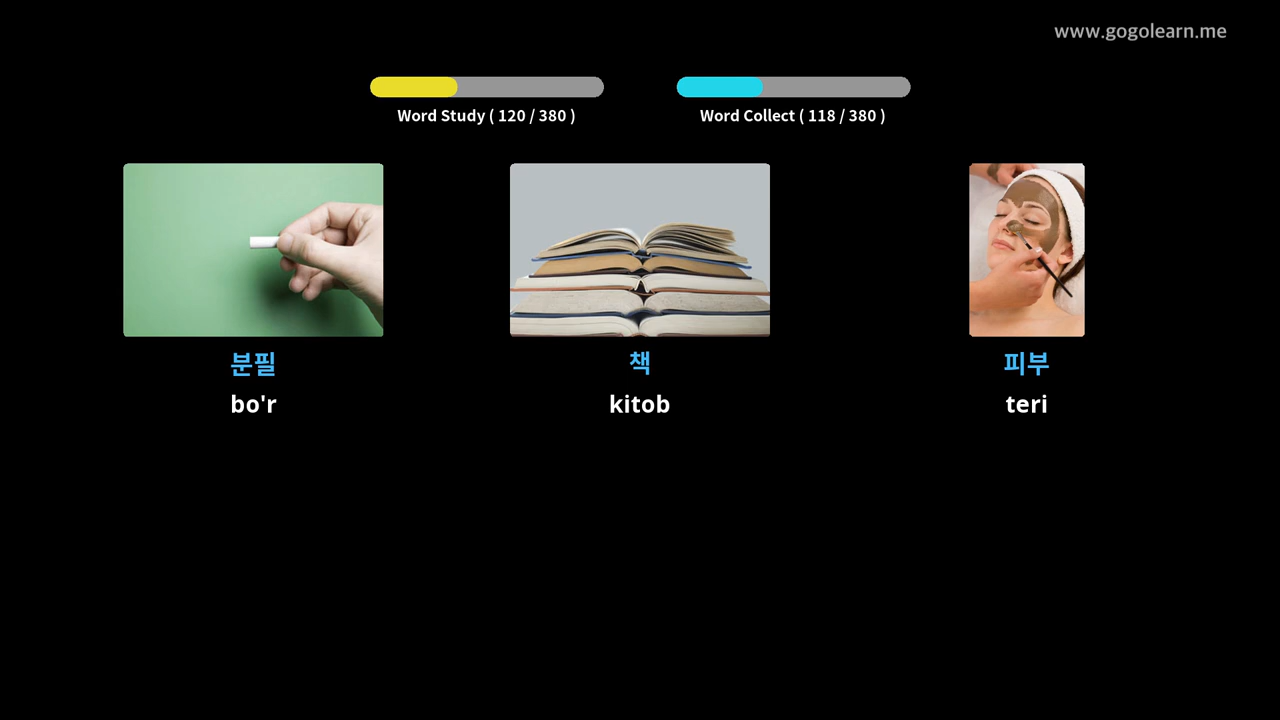 www.gogolearn.me
Word Study ( 120 / 380 )
Word Collect ( 118 / 380 )
분필
책
피부
bo'r
kitob
teri